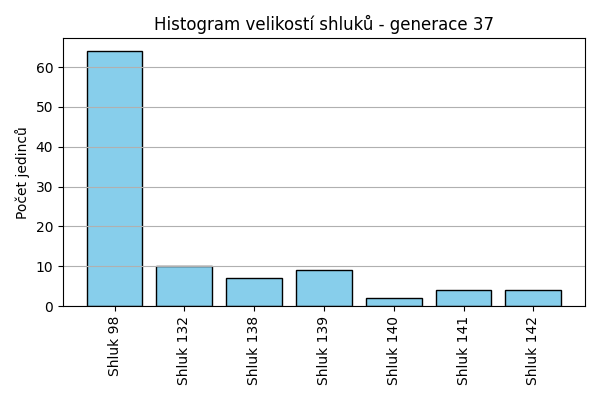 Histogram velikostí shluků - generace 37
Počet jedinců
60
50
40
30
20
10
0
Shluk 98
Shluk 132
Shluk 138
Shluk 139
Shluk 140
Shluk 141
Shluk 142